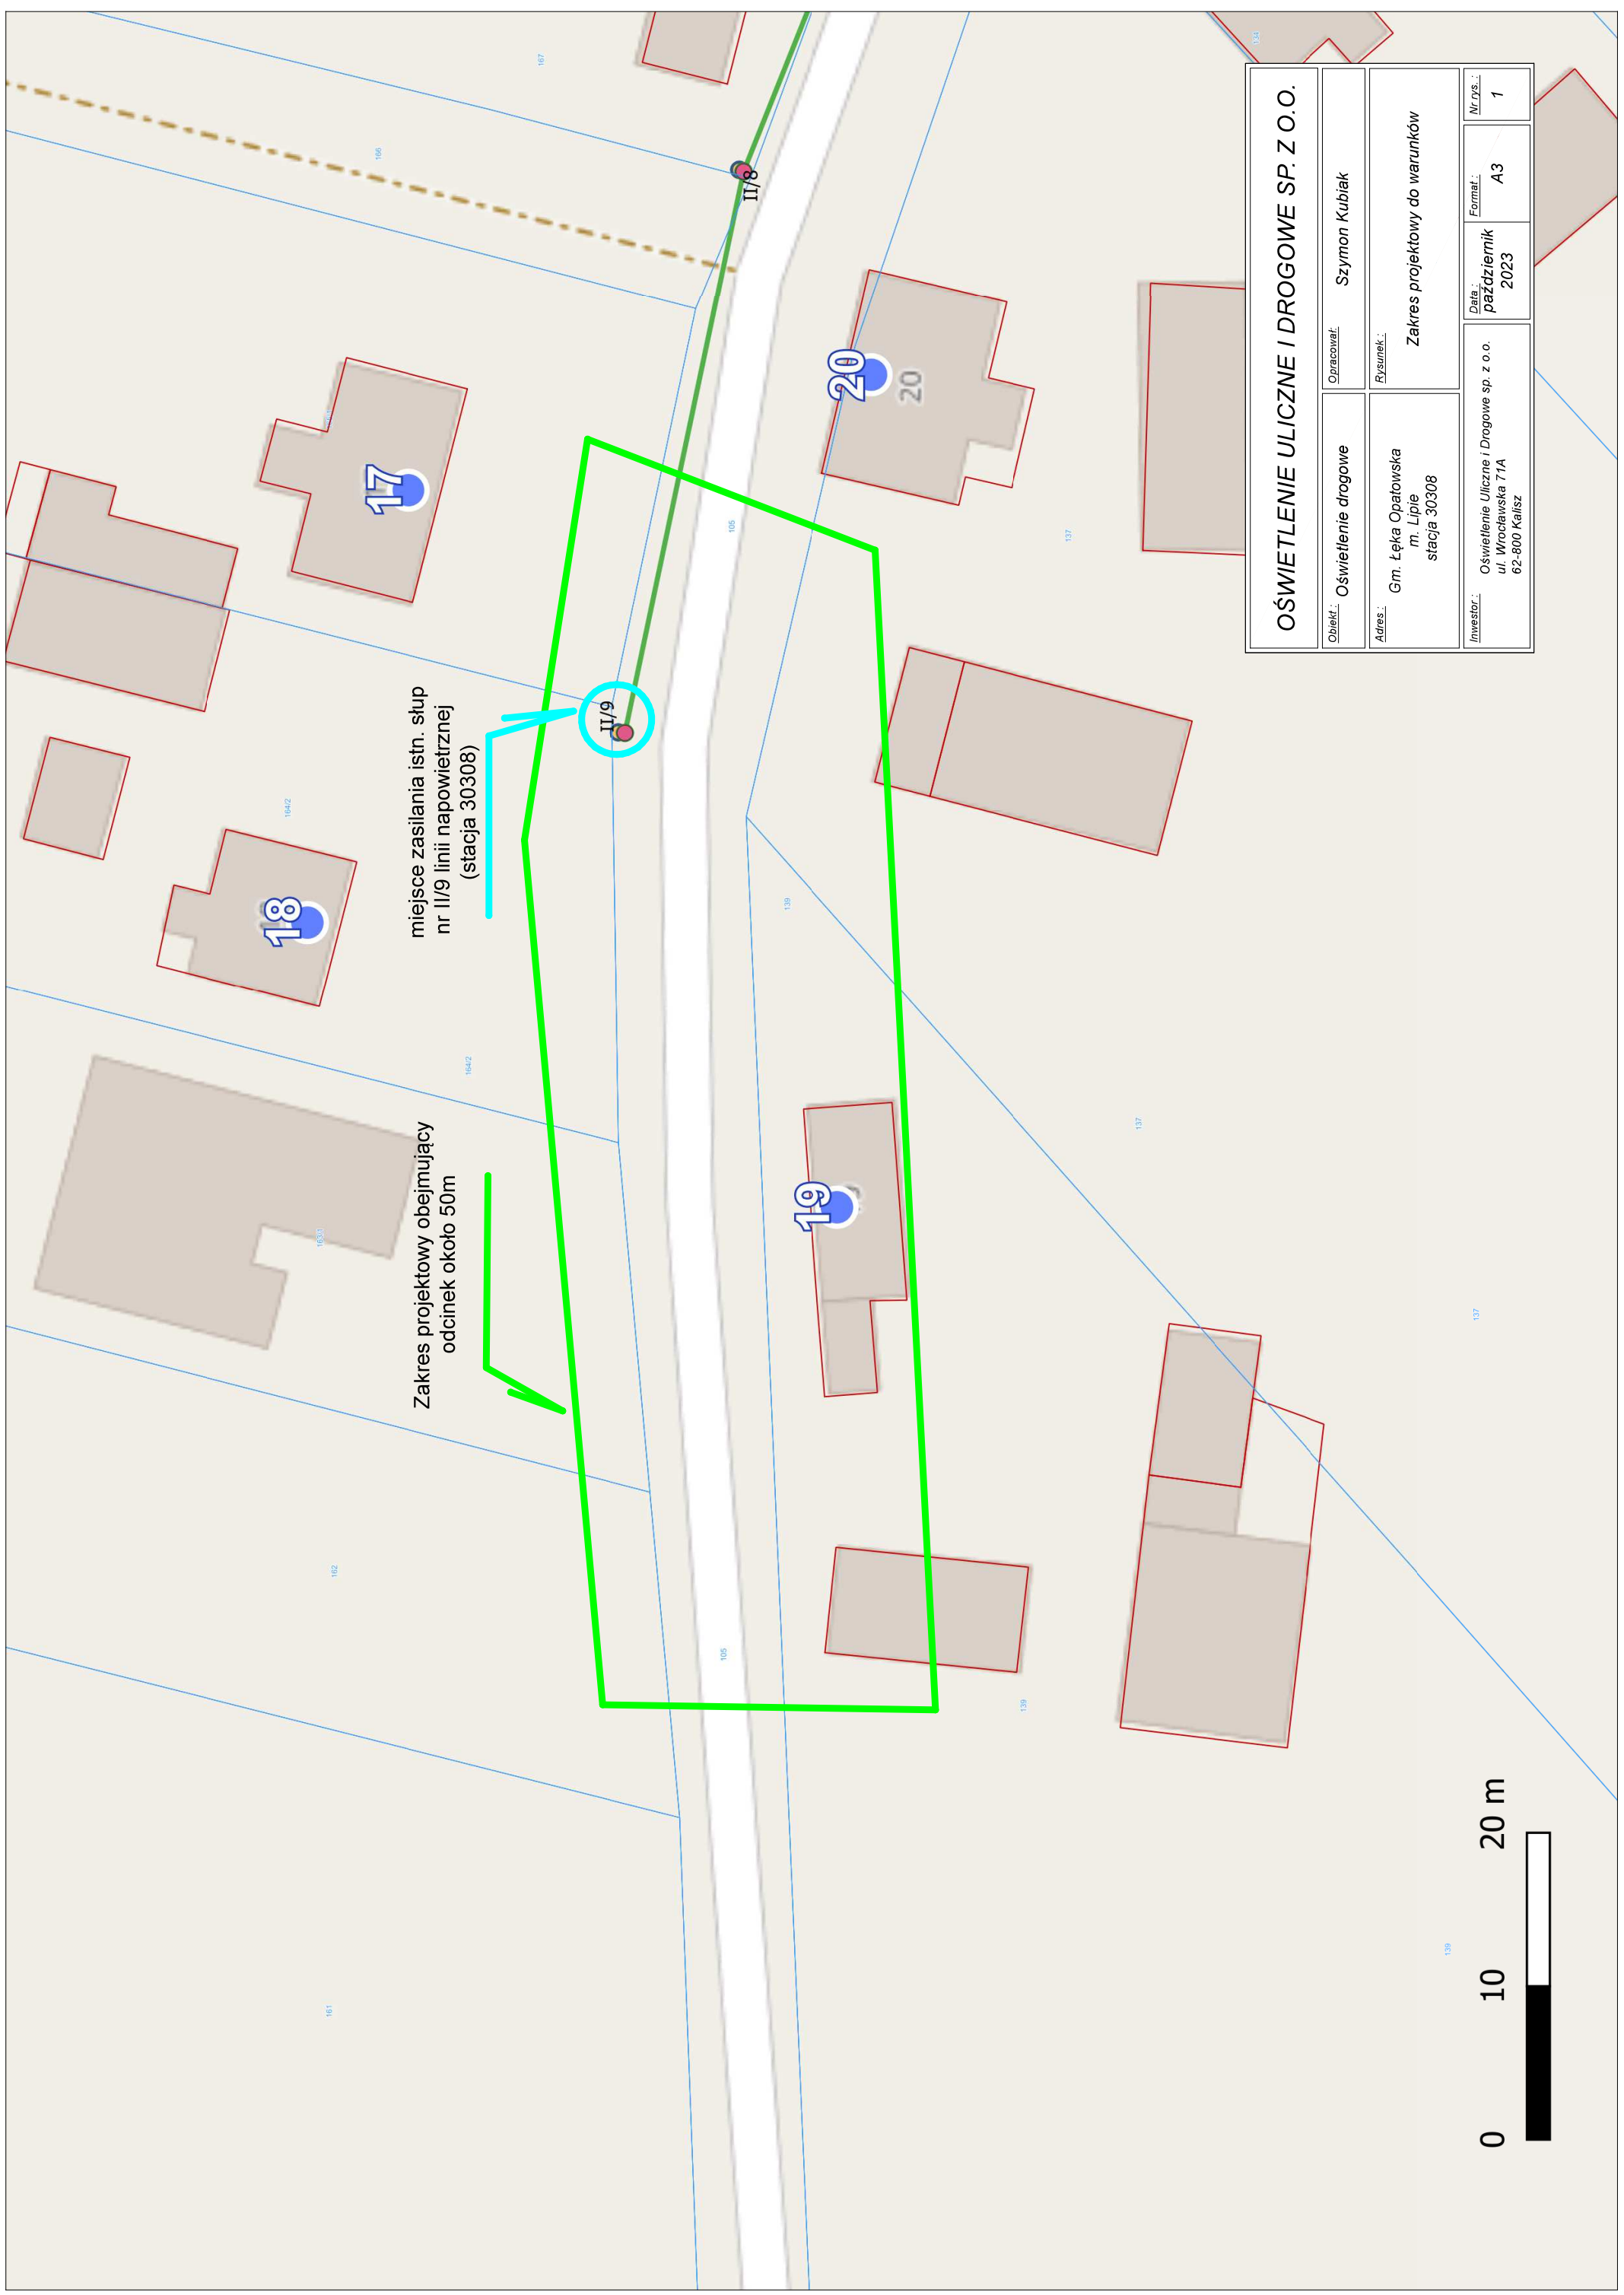 miejsce zasilania istn. słup
nr II/9 linii napowietrznej
(stacja 30308)
Zakres projektowy obejmujący
odcinek około 50m
II/8
II/9
17
18
19
20
20
167
166
164/2
164/2
162
161
105
105
134
137
137
137
139
139
139
0 10 20 m
OŚWIETLENIE ULICZNE I DROGOWE SP. Z O.O.
Obiekt : Oświetlenie drogowe
Opracował: Szymon Kubiak
Adres :
Gm. Łęka Opatowska
m. Lipie
stacja 30308
Rysunek :
Zakres projektowy do warunków
Inwestor :
Oświetlenie Uliczne i Drogowe sp. z o.o.
ul. Wrocławska 71A
62-800 Kalisz
Data :
październik
2023
Format :
A3
Nr rys. :
1